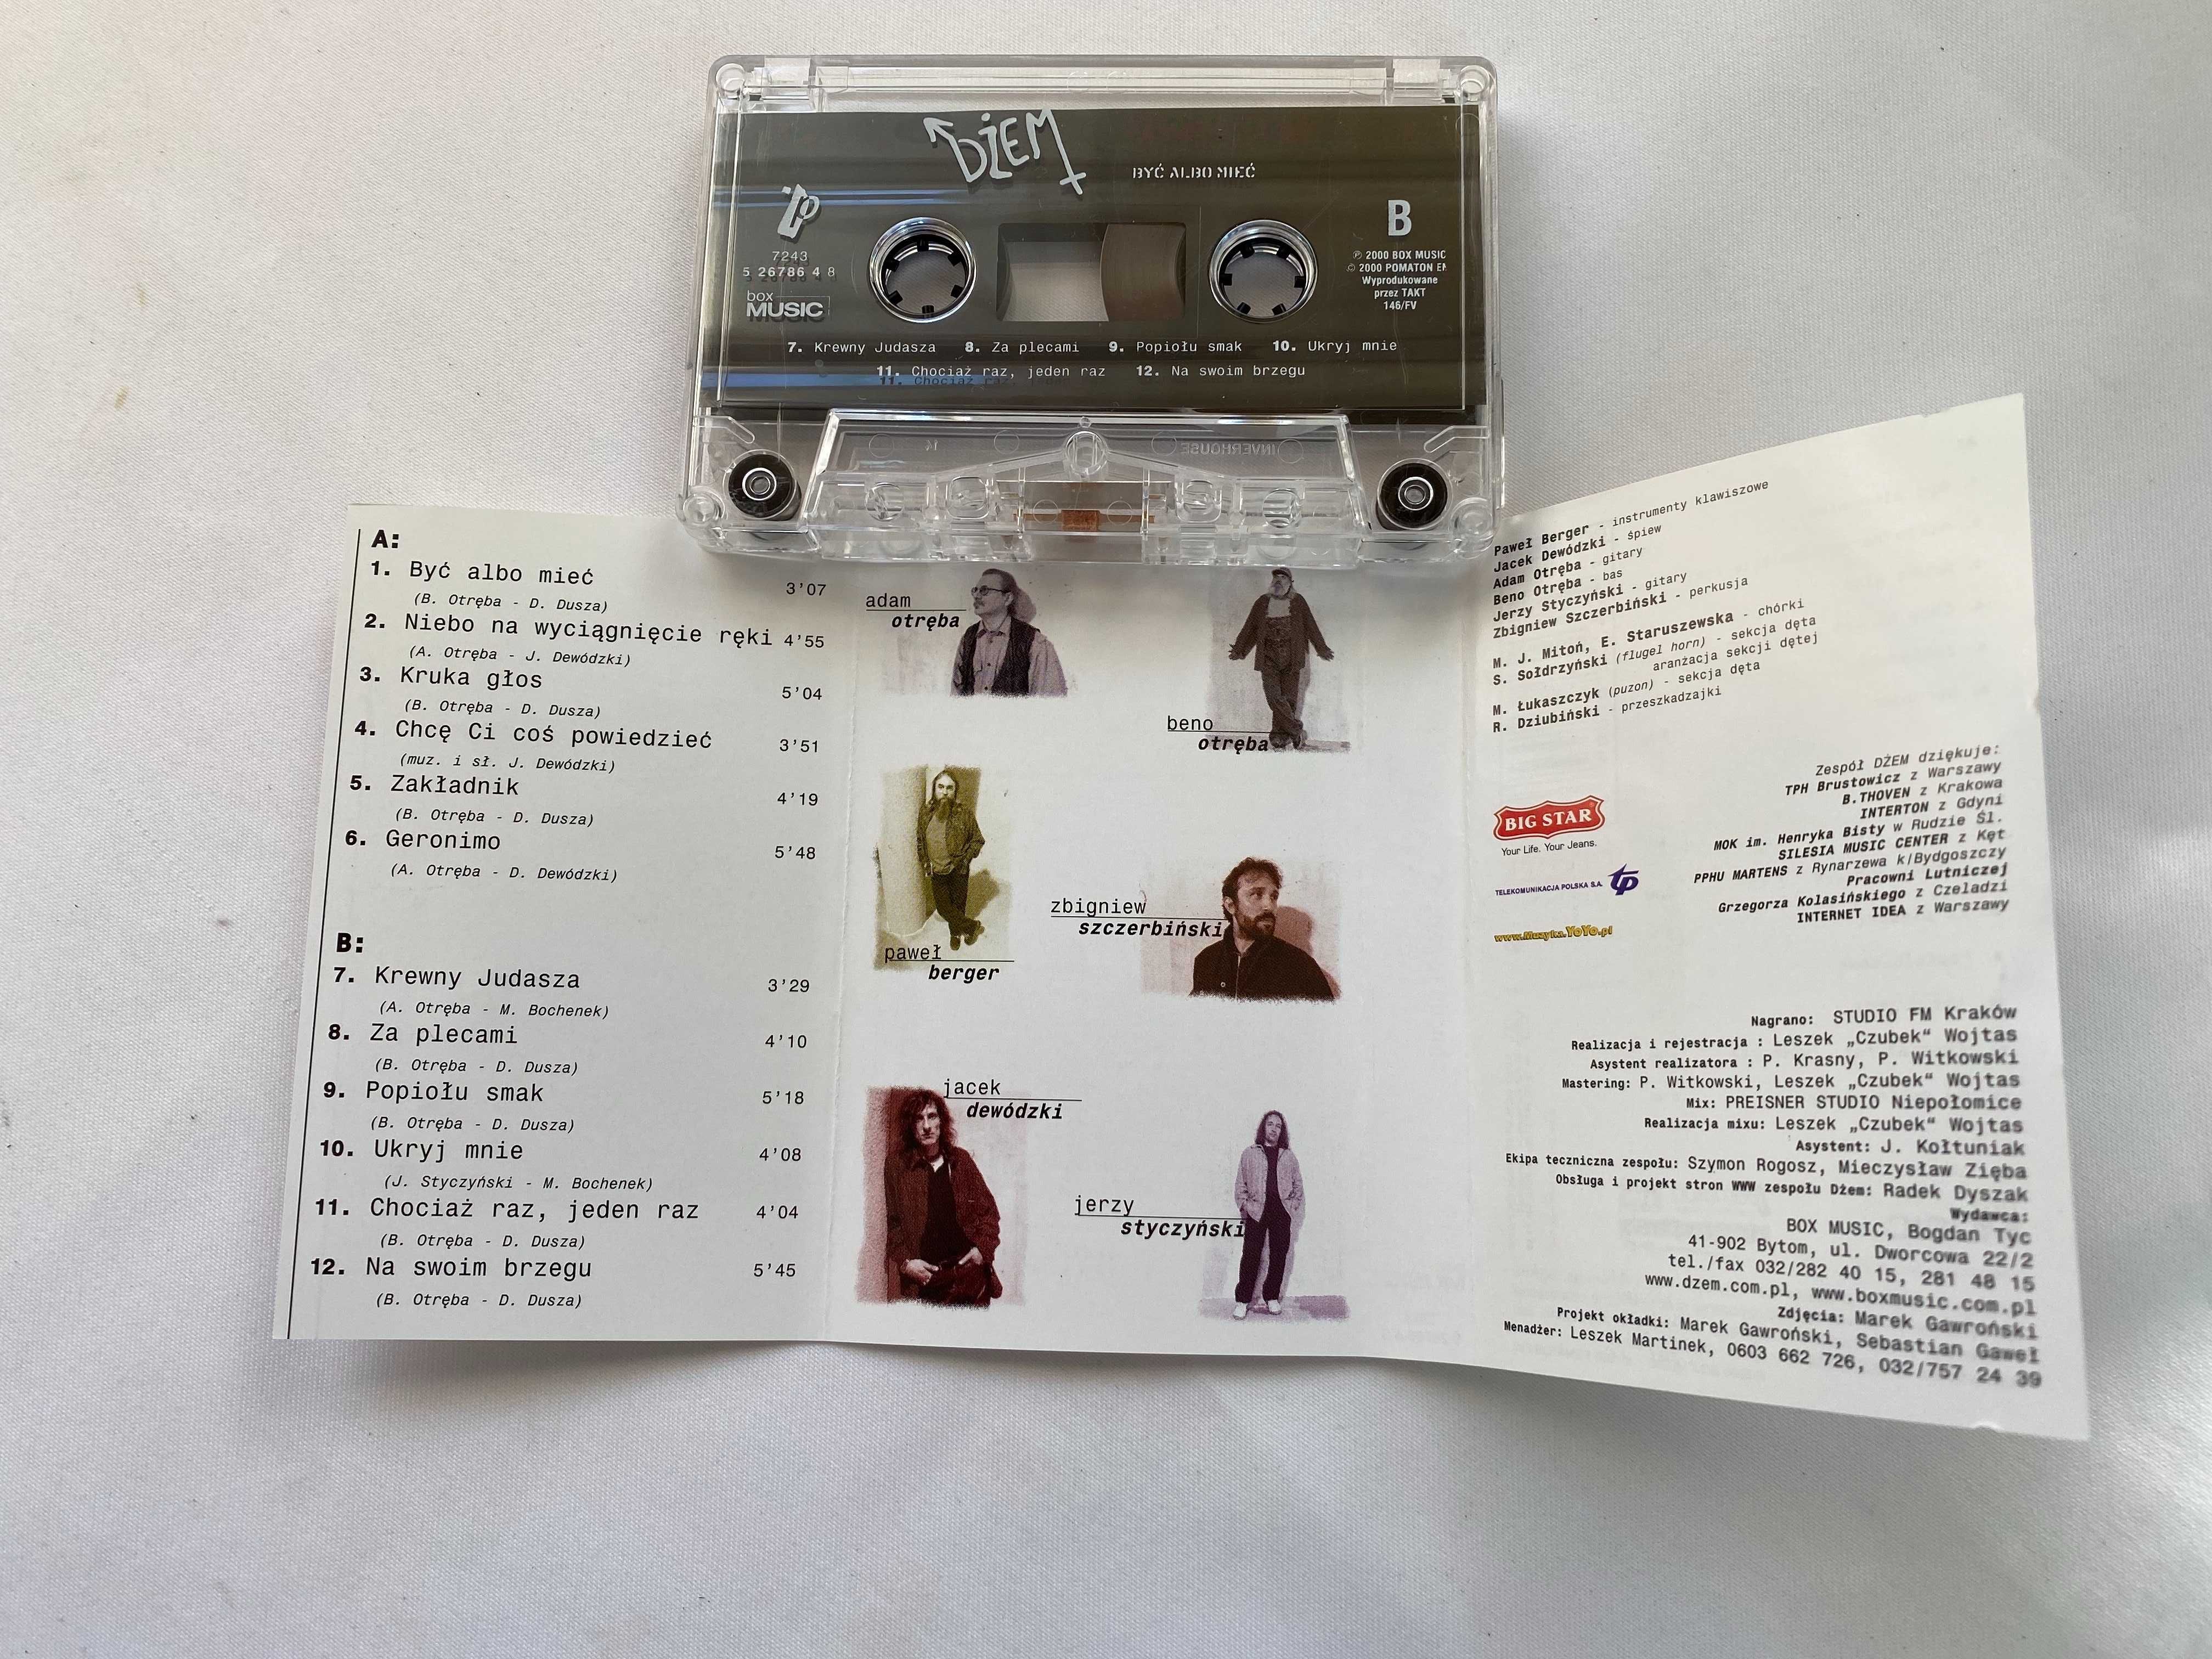 DŻEM
BYĆ ALBO MIEĆ
B
7243
5 26786 4 8
box
MUSIC
℗ 2000 BOX MUSIC
© 2000 POMATON
Wyprodukowane
przez TAKT
146/FV
7. Krewny Judasza 8. Za plecami 9. Popiołu smak 10. Ukryj mnie
11. Chociaż raz, jeden raz 12. Na swoim brzegu
INVERHOUSE
A:
1. Być albo mieć 3'07
(B. Otręba - D. Dusza)
2. Niebo na wyciągnięcie ręki 4'55
(A. Otręba - J. Dewódzki)
3. Kruka głos 5'04
(B. Otręba - D. Dusza)
4. Chcę Ci coś powiedzieć 3'51
(muz. i sł. J. Dewódzki)
5. Zakładnik 4'19
(B. Otręba - D. Dusza)
6. Geronimo 5'48
(A. Otręba - D. Dewódzki)
B:
7. Krewny Judasza 3'29
(A. Otręba - M. Bochenek)
8. Za plecami 4'10
(B. Otręba - D. Dusza)
9. Popiołu smak 5'18
(B. Otręba - D. Dusza)
10. Ukryj mnie 4'08
(J. Styczyński - M. Bochenek)
11. Chociaż raz, jeden raz 4'04
(B. Otręba - D. Dusza)
12. Na swoim brzegu 5'45
(B. Otręba - D. Dusza)
adam
otręba
beno
otręba
paweł
berger
zbigniew
szczerbiński
jacek
dewódzki
jerzy
styczyński
Paweł Berger - instrumenty klawiszowe
Jacek Dewódzki - śpiew
Adam Otręba - gitary
Beno Otręba - bas
Jerzy Styczyński - gitary
Zbigniew Szczerbiński - perkusja
M. J. Mitoń, E. Staruszewska - chórki
S. Sołdrzyński (flugel horn) - sekcja dęta
aranżacja sekcji dętej
M. Łukaszczyk (puzon) - sekcja dęta
R. Dziubiński - przeszkadzajki
Zespół DŻEM dziękuje:
TPH Brustowicz z Warszawy
B.THOVEN z Krakowa
INTERTON z Gdyni
MOK im. Henryka Bisty w Rudzie Śl.
SILESIA MUSIC CENTER z Kęt
PPHU MARTENS z Rynarzewa k/Bydgoszczy
Pracowni Lutniczej
Grzegorza Kolasińskiego z Czeladzi
INTERNET IDEA z Warszawy
BIG STAR
Your Life. Your Jeans.
TELEKOMUNIKACJA POLSKA S.A. tp
www.Muzyka.YoYo.pl
Nagrano: STUDIO FM Kraków
Realizacja i rejestracja : Leszek „Czubek" Wojtas
Asystent realizatora : P. Krasny, P. Witkowski
Mastering: P. Witkowski, Leszek „Czubek" Wojtas
Mix: PREISNER STUDIO Niepołomice
Realizacja mixu: Leszek „Czubek" Wojtas
Asystent: J. Kołtuniak
Ekipa teczniczna zespołu: Szymon Rogosz, Mieczysław Zięba
Obsługa i projekt stron WWW zespołu Dżem: Radek Dyszak
Wydawca:
BOX MUSIC, Bogdan Tyc
41-902 Bytom, ul. Dworcowa 22/2
tel./fax 032/282 40 15, 281 48 15
www.dzem.com.pl, www.boxmusic.com.pl
Zdjęcia: Marek Gawroński
Projekt okładki: Marek Gawroński, Sebastian Gaweł
Menadżer: Leszek Martinek, 0603 662 726, 032/757 24 39